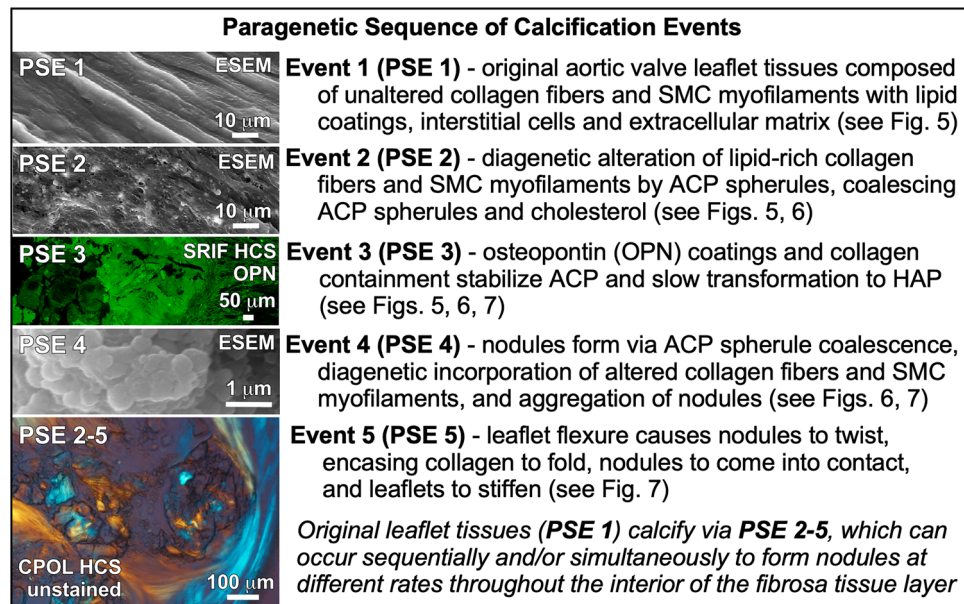 Paragenetic Sequence of Calcification Events
PSE 1
ESEM
10 μm
Event 1 (PSE 1) - original aortic valve leaflet tissues composed
of unaltered collagen fibers and SMC myofilaments with lipid
coatings, interstitial cells and extracellular matrix (see Fig. 5)
PSE 2
ESEM
10 μm
Event 2 (PSE 2) - diagenetic alteration of lipid-rich collagen
fibers and SMC myofilaments by ACP spherules, coalescing
ACP spherules and cholesterol (see Figs. 5, 6)
PSE 3
SRIF HCS
OPN
50 μm
Event 3 (PSE 3) - osteopontin (OPN) coatings and collagen
containment stabilize ACP and slow transformation to HAP
(see Figs. 5, 6, 7)
PSE 4
ESEM
1 μm
Event 4 (PSE 4) - nodules form via ACP spherule coalescence,
diagenetic incorporation of altered collagen fibers and SMC
myofilaments, and aggregation of nodules (see Figs. 6, 7)
PSE 2-5
CPOL HCS
unstained
100 μm
Event 5 (PSE 5) - leaflet flexure causes nodules to twist,
encasing collagen to fold, nodules to come into contact,
and leaflets to stiffen (see Fig. 7)
Original leaflet tissues (PSE 1) calcify via PSE 2-5, which can
occur sequentially and/or simultaneously to form nodules at
different rates throughout the interior of the fibrosa tissue layer